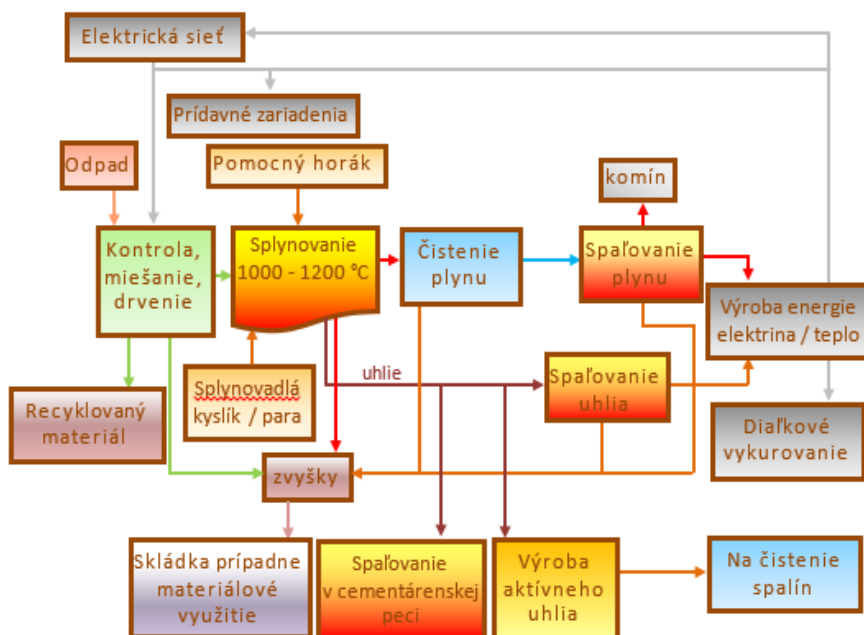 Elektrická sieť
Prídavné zariadenia
Odpad
Pomocný horák
komín
Kontrola,
miešanie,
drvenie
Splynovanie
1000 - 1200 °C
Čistenie
plynu
Spaľovanie
plynu
Výroba energie
elektrina / teplo
Splynovadlá
kyslík / para
uhlie
Spaľovanie
uhlia
Recyklovaný
materiál
Diaľkové
vykurovanie
zvyšky
Skládka prípadne
materiálové
využitie
Spaľovanie
v cementárenskej
peci
Výroba
aktívneho
uhlia
Na čistenie
spalín